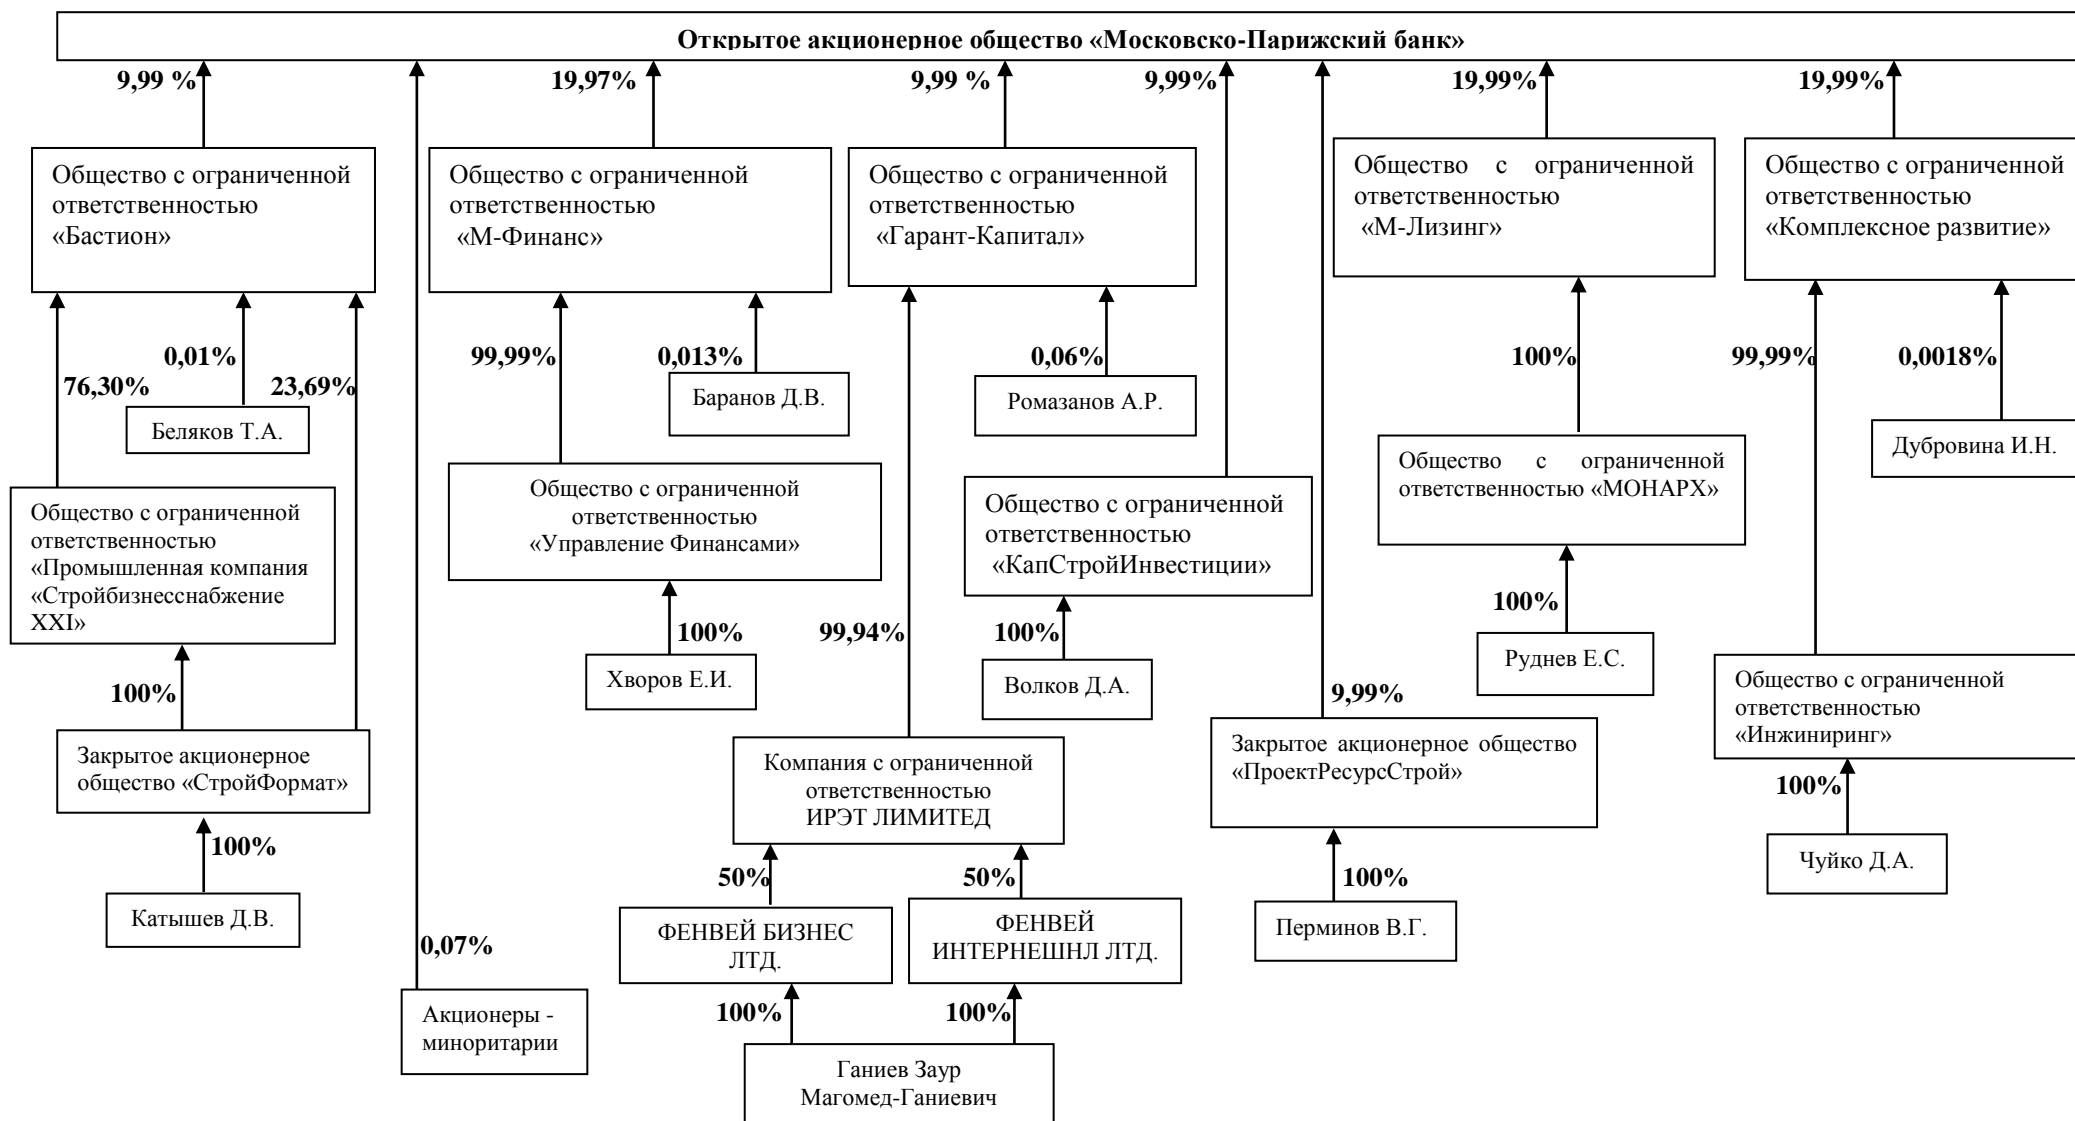 Открытое акционерное общество «Московско-Парижский банк»
9,99 %
19,97%
9,99 %
9,99%
19,99%
19,99%
Общество с ограниченной
ответственностью
«Бастион»
Общество с ограниченной
ответственностью
«М-Финанс»
Общество с ограниченной
ответственностью
«Гарант-Капитал»
Общество с ограниченной
ответственностью
«М-Лизинг»
Общество с ограниченной
ответственностью
«Комплексное развитие»
76,30%
0,01%
23,69%
99,99%
0,013%
0,06%
100%
99,99%
0,0018%
Беляков Т.А.
Баранов Д.В.
Ромазанов А.Р.
Дубровина И.Н.
Общество с ограниченной
ответственностью
«Промышленная компания
«Стройбизнесснабжение
XXI»
Общество с ограниченной
ответственностью
«Управление Финансами»
Общество с ограниченной
ответственностью
«КапСтройИнвестиции»
Общество с ограниченной
ответственностью «МОНАРХ»
100%
100%
99,94%
100%
100%
Хворов Е.И.
Волков Д.А.
Руднев Е.С.
9,99%
Общество с ограниченной
ответственностью
«Инжиниринг»
Закрытое акционерное
общество «СтройФормат»
Компания с ограниченной
ответственностью
ИРЭТ ЛИМИТЕД
Закрытое акционерное общество
«ПроектРесурсСтрой»
100%
100%
50%
50%
100%
Чуйко Д.А.
Катышев Д.В.
0,07%
ФЕНВЕЙ БИЗНЕС
ЛТД.
ФЕНВЕЙ
ИНТЕРНЕШНЛ ЛТД.
Перминов В.Г.
100%
100%
Акционеры -
миноритарии
Ганиев Заур
Магомед-Ганиевич